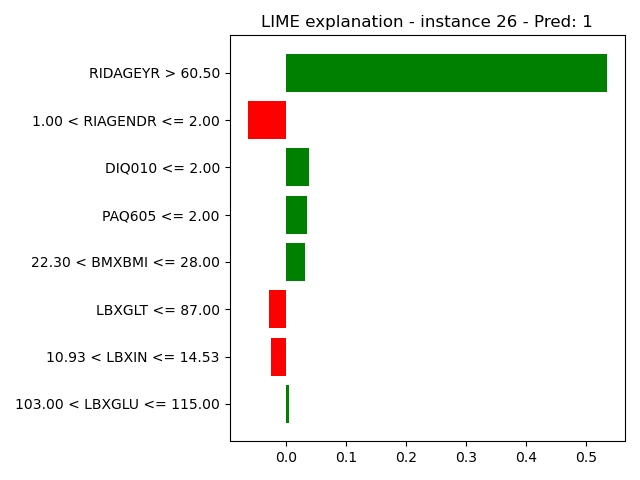 LIME explanation - instance 26 - Pred: 1
RIDAGEYR > 60.50
1.00 < RIAGENDR <= 2.00
DIQ010 <= 2.00
PAQ605 <= 2.00
22.30 < BMXBMI <= 28.00
LBXGLT <= 87.00
10.93 < LBXIN <= 14.53
103.00 < LBXGLU <= 115.00
0.0 0.1 0.2 0.3 0.4 0.5